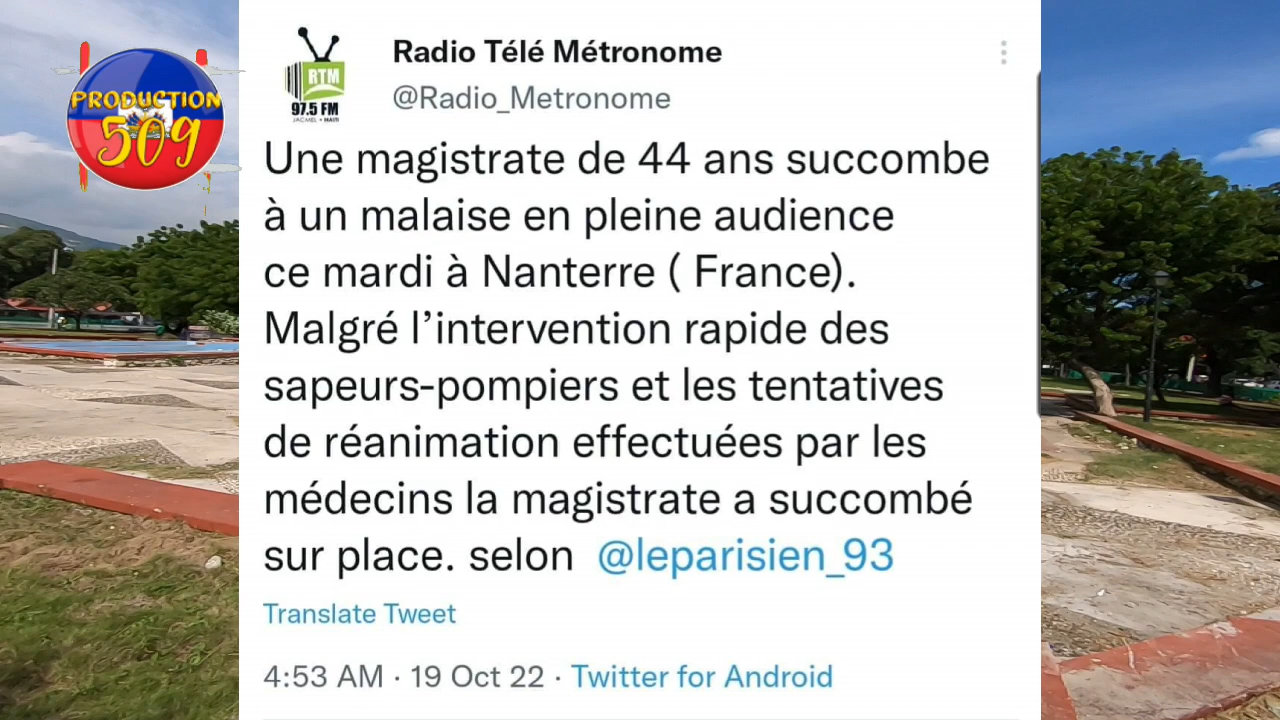 PRODUCTION
509
RTM
97.5 FM
JACMEL • HAITI
Radio Télé Métronome
@Radio_Metronome
Une magistrate de 44 ans succombe
à un malaise en pleine audience
ce mardi à Nanterre ( France).
Malgré l’intervention rapide des
sapeurs-pompiers et les tentatives
de réanimation effectuées par les
médecins la magistrate a succombé
sur place. selon @leparisien_93
Translate Tweet
4:53 AM · 19 Oct 22 · Twitter for Android